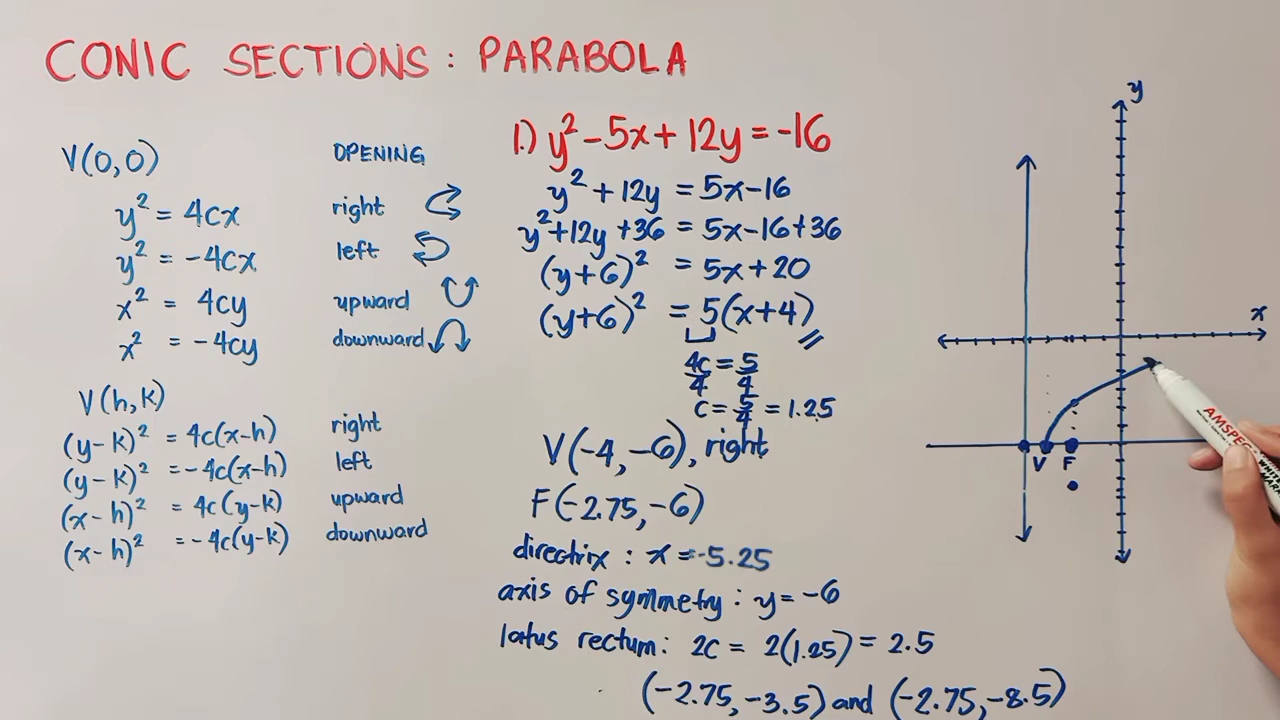 CONIC SECTIONS : PARABOLA
V(0,0) OPENING
y² = 4cx right
y² = -4cx left
x² = 4cy upward
x² = -4cy downward
V(h,k)
(y-k)² = 4c(x-h) right
(y-k)² = -4c(x-h) left
(x-h)² = 4c(y-k) upward
(x-h)² = -4c(y-k) downward
1.) y² - 5x + 12y = -16
y² + 12y = 5x - 16
y² + 12y + 36 = 5x - 16 + 36
(y+6)² = 5x + 20
(y+6)² = 5(x+4)
4c/4 = 5/4
c = 5/4 = 1.25
V(-4,-6), right
F(-2.75,-6)
directrix : x = -5.25
axis of symmetry : y = -6
latus rectum : 2c = 2(1.25) = 2.5
(-2.75,-3.5) and (-2.75,-8.5)
y
x
V F